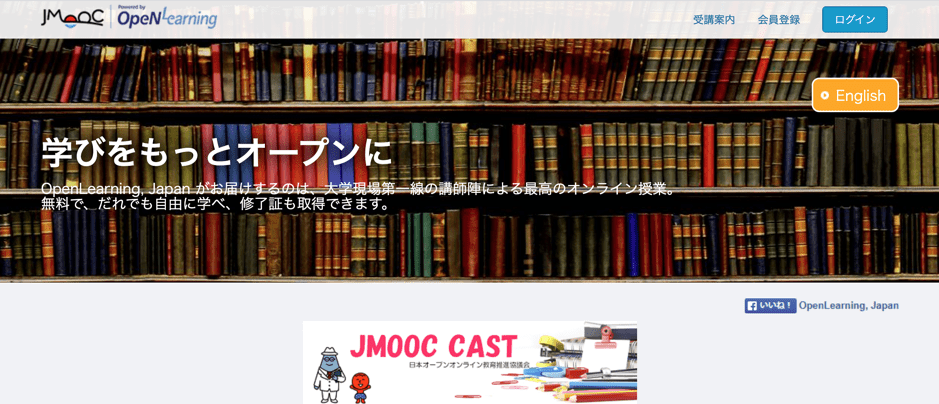 JMOOC
Powered by
OpeNLearning
受講案内
会員登録
ログイン
English
学びをもっとオープンに
OpenLearning, Japan がお届けするのは、大学現場第一線の講師陣による最高のオンライン授業。
無料で、だれでも自由に学べ、修了証も取得できます。
いいね！
OpenLearning, Japan
JMOOC CAST
日本オープンオンライン教育推進協議会